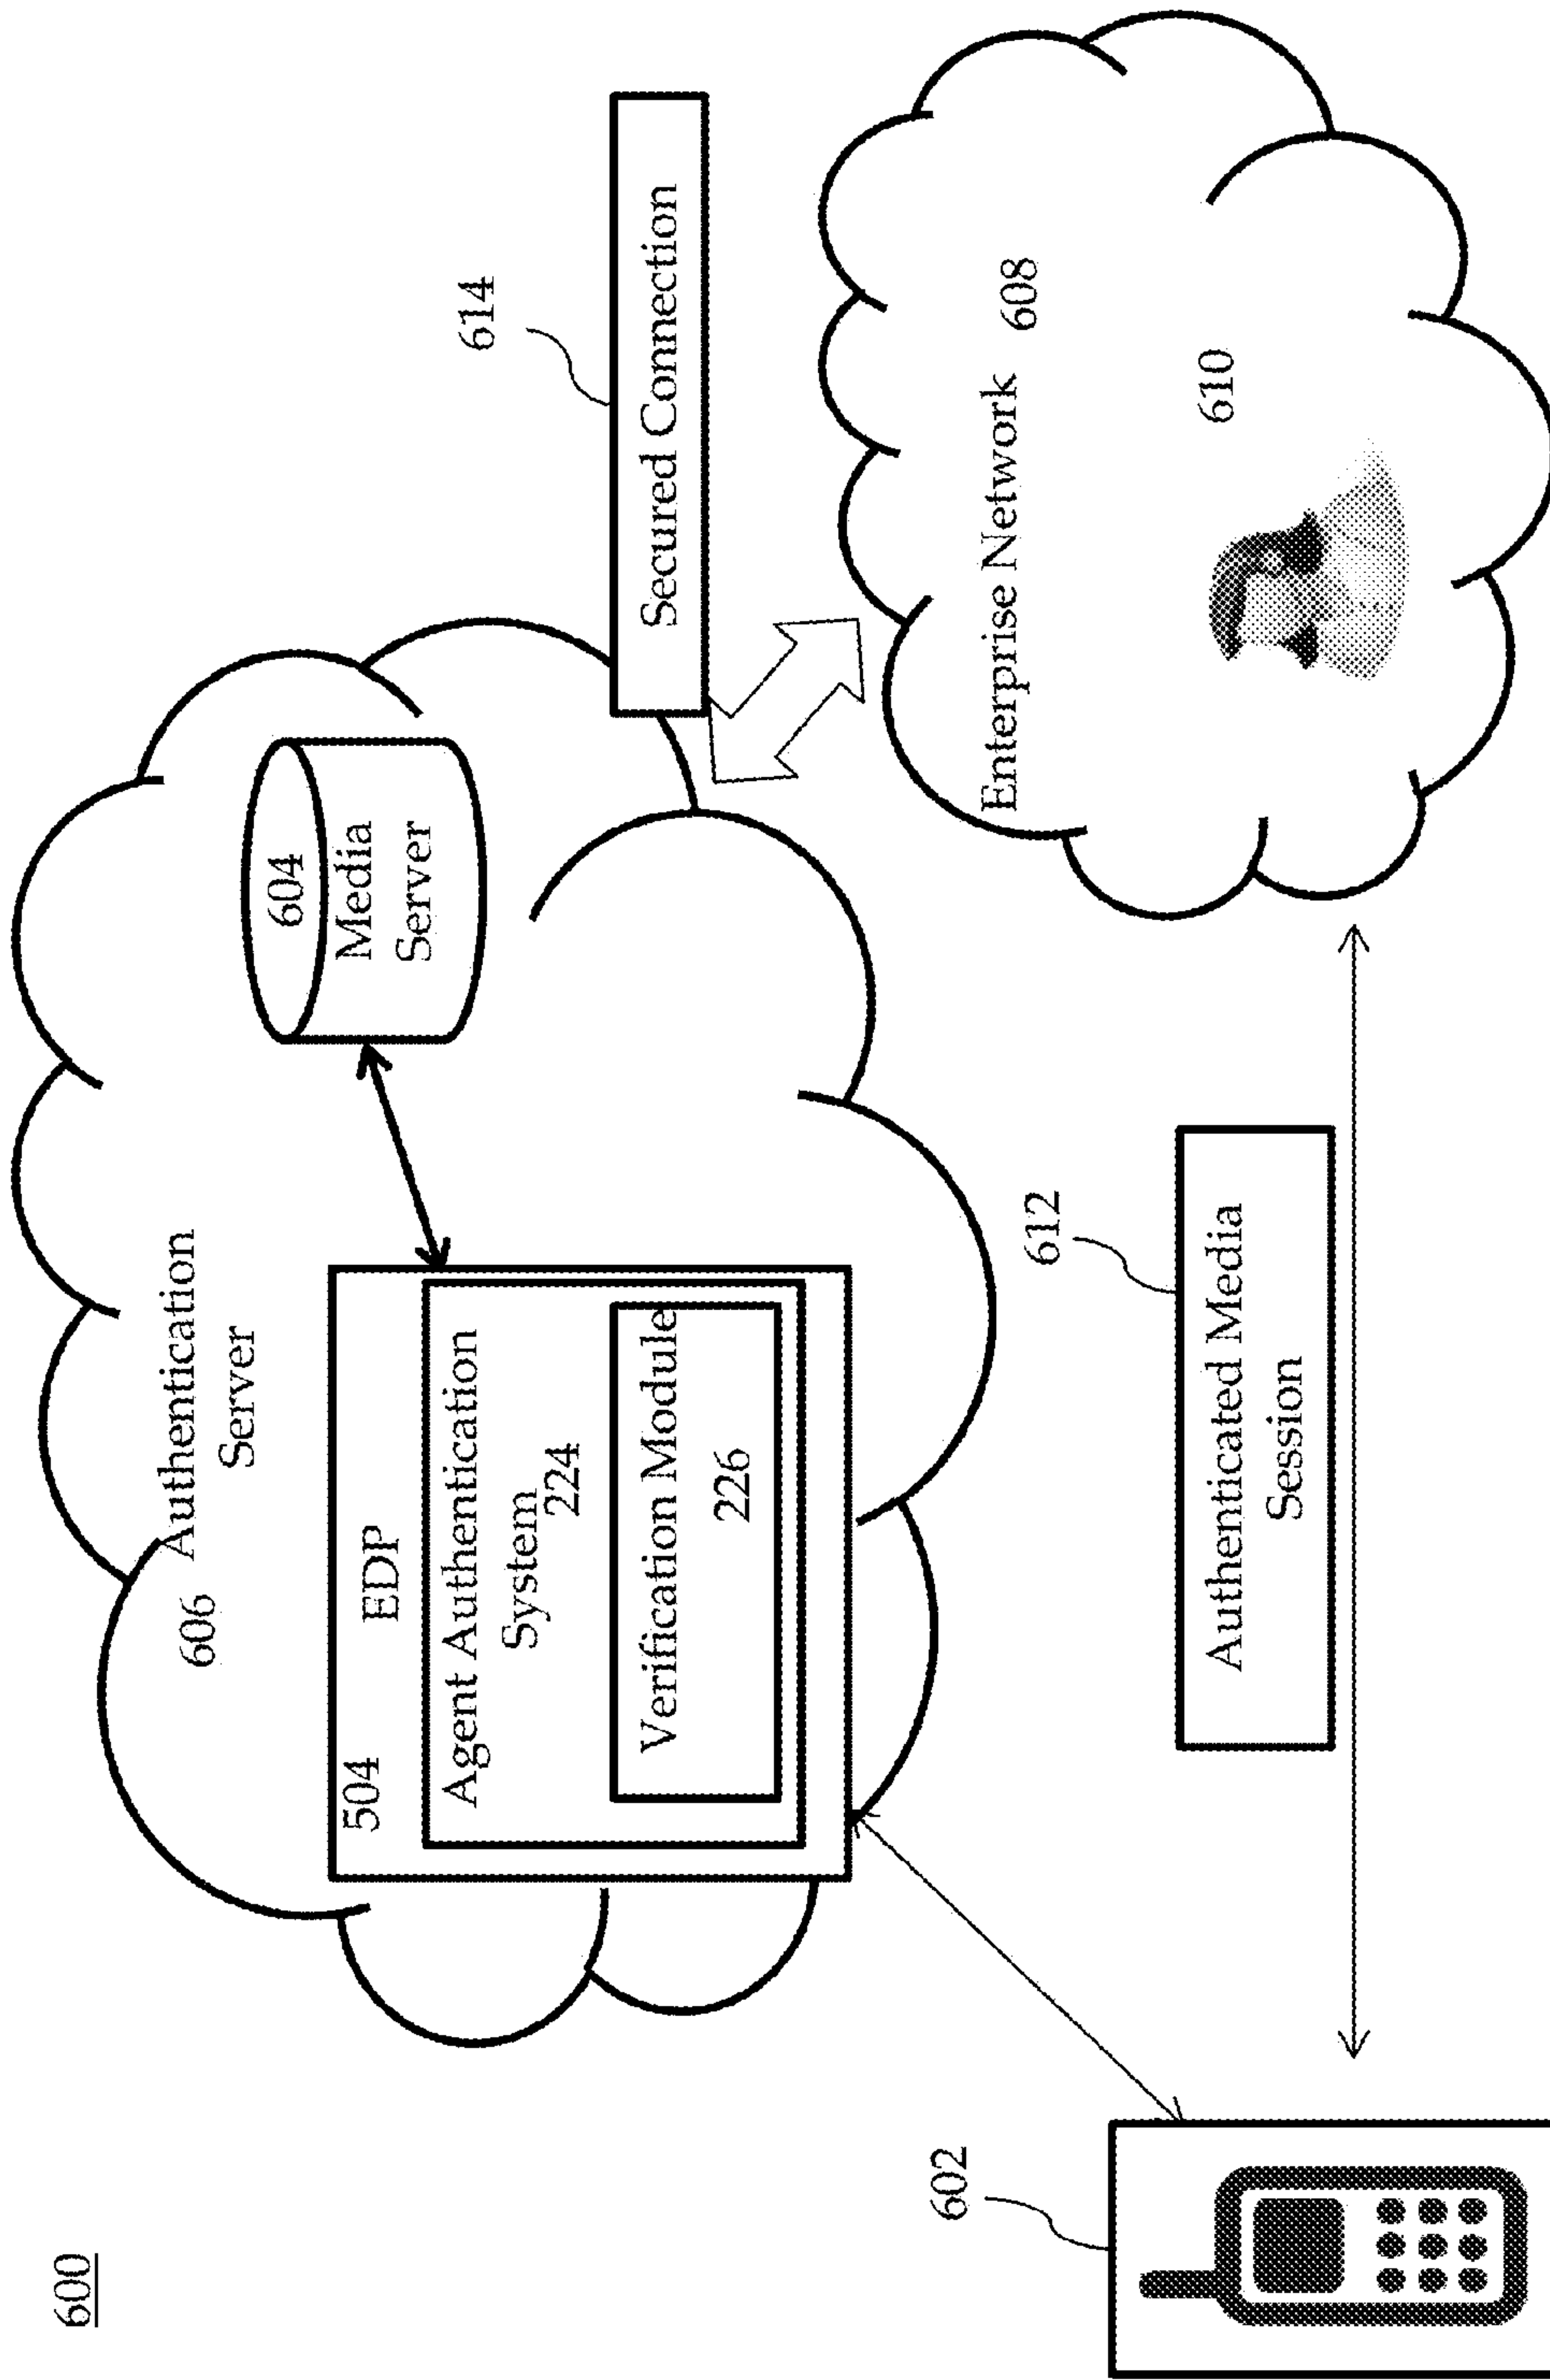 600
606
Authentication
Server
504
EDP
Agent Authentication
System
224
Verification Module
226
604
Media
Server
614
Secured Connection
Enterprise Network 608
610
612
Authenticated Media
Session
602